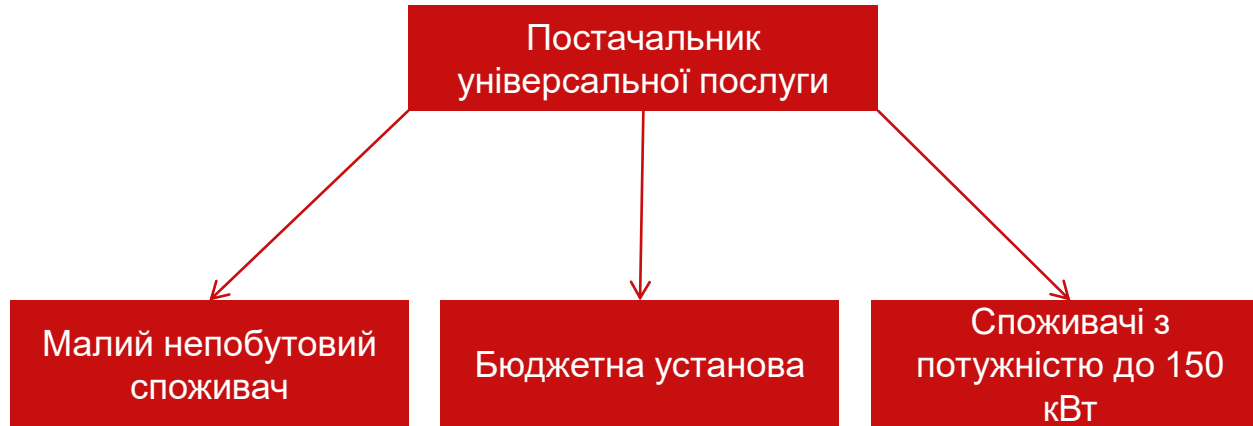 Постачальник
універсальної послуги
Малий непобутовий
споживач
Бюджетна установа
Споживачі з
потужністю до 150
кВт